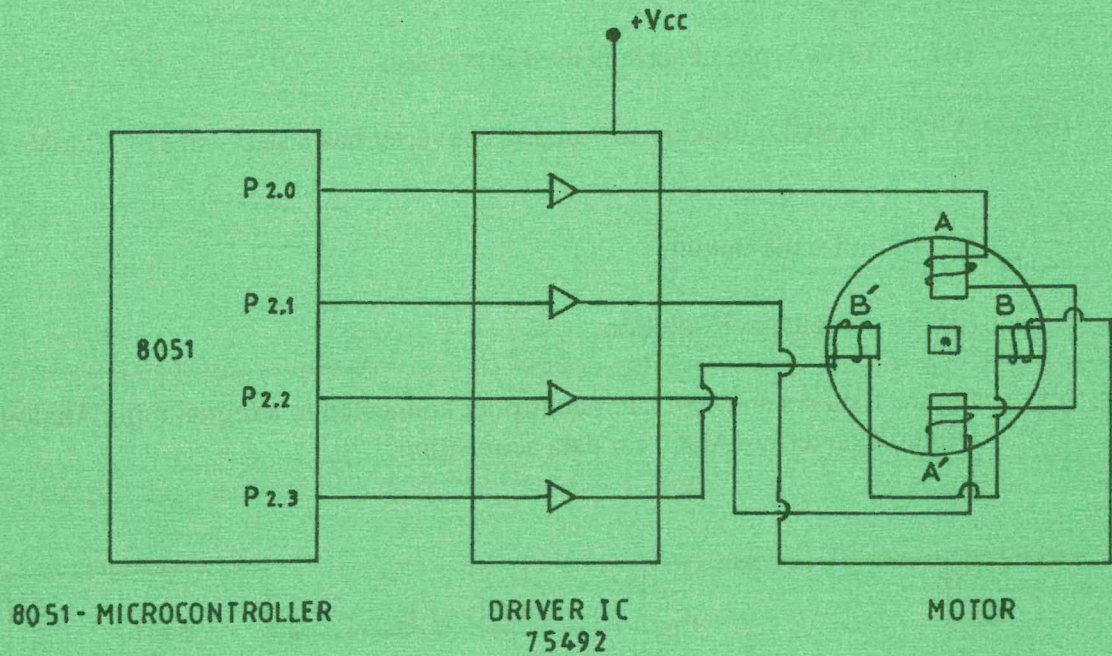 +Vcc
P 2.0
A
P 2.1
B′
B
8051
P 2.2
A′
P 2.3
8051 - MICROCONTROLLER
DRIVER IC
75492
MOTOR